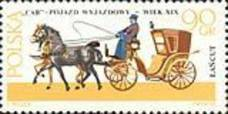 „CAB" - POJAZD WYJAZDOWY - WIEK XIX
POLSKA
90
GR
ŁAŃCUT